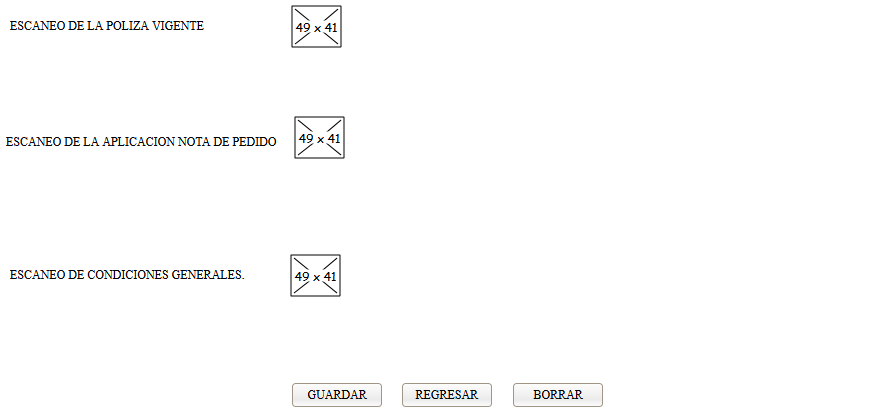 ESCANEO DE LA POLIZA VIGENTE
49 x 41
ESCANEO DE LA APLICACION NOTA DE PEDIDO
49 x 41
ESCANEO DE CONDICIONES GENERALES.
49 x 41
GUARDAR
REGRESAR
BORRAR